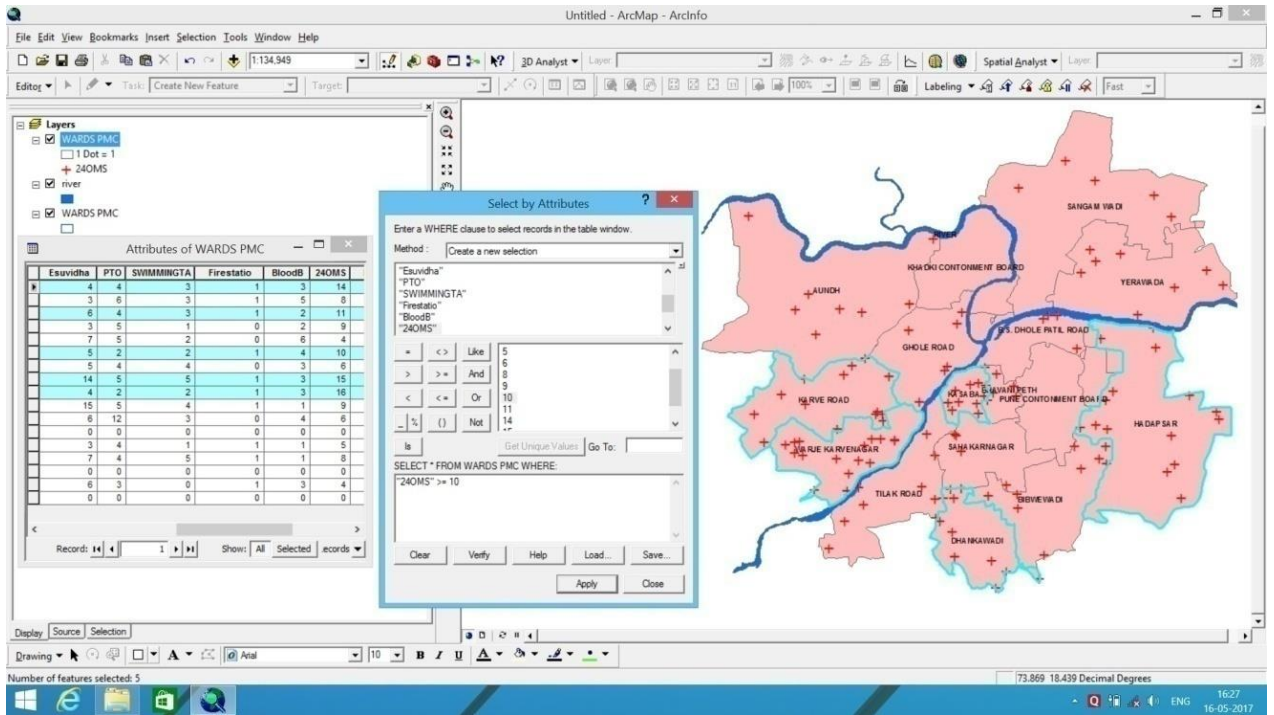 Untitled - ArcMap - ArcInfo
File Edit View Bookmarks Insert Selection Tools Window Help
1:134,949 3D Analyst Layer: Spatial Analyst Layer:
Editor Task: Create New Feature Target: 100% Labeling Fast
Layers
WARDS PMC
1 Dot = 1
24OMS
river
WARDS PMC
Attributes of WARDS PMC
Esuvidha PTO SWIMMINGTA Firestatio BloodB 24OMS
4 4 3 1 3 14
3 6 3 1 5 8
6 4 3 1 2 11
3 5 1 0 2 9
7 5 2 0 6 4
5 2 2 1 4 10
5 4 4 0 3 6
14 5 5 1 3 15
4 2 2 1 3 16
15 5 4 1 1 9
6 12 3 0 4 6
0 0 0 0 0 0
3 4 1 1 1 5
7 4 5 1 1 8
0 0 0 0 0 0
6 3 0 1 3 4
0 0 0 0 0 0
Record: 1 Show: All Selected ecords
Select by Attributes
Enter a WHERE clause to select records in the table window.
Method : Create a new selection
"Esuvidha"
"PTO"
"SWIMMINGTA"
"Firestatio"
"BloodB"
"24OMS"
= <> Like
> >= And
< <= Or
_ % () Not
Is
5
6
8
9
10
11
14
Get Unique Values Go To:
SELECT * FROM WARDS PMC WHERE:
"24OMS" >= 10
Clear Verify Help Load... Save...
Apply Close
SANGAM WADI
RIVER
KHADKI CONTONMENT BOARD
YERAWADA
AUNDH
B.S. DHOLE PATIL ROAD
GHOLE ROAD
KARVE ROAD
KASABA
BHAVANI PETH
PUNE CONTONMENT BOARD
HADAPSAR
WARJE KARVENAGAR
SAHAKARNAGAR
TILAK ROAD
BIBWEWADI
DHANKAWADI
Display Source Selection
Drawing A Arial 10 B I U A
Number of features selected: 5
73.869 18.439 Decimal Degrees
ENG
16:27
16-05-2017